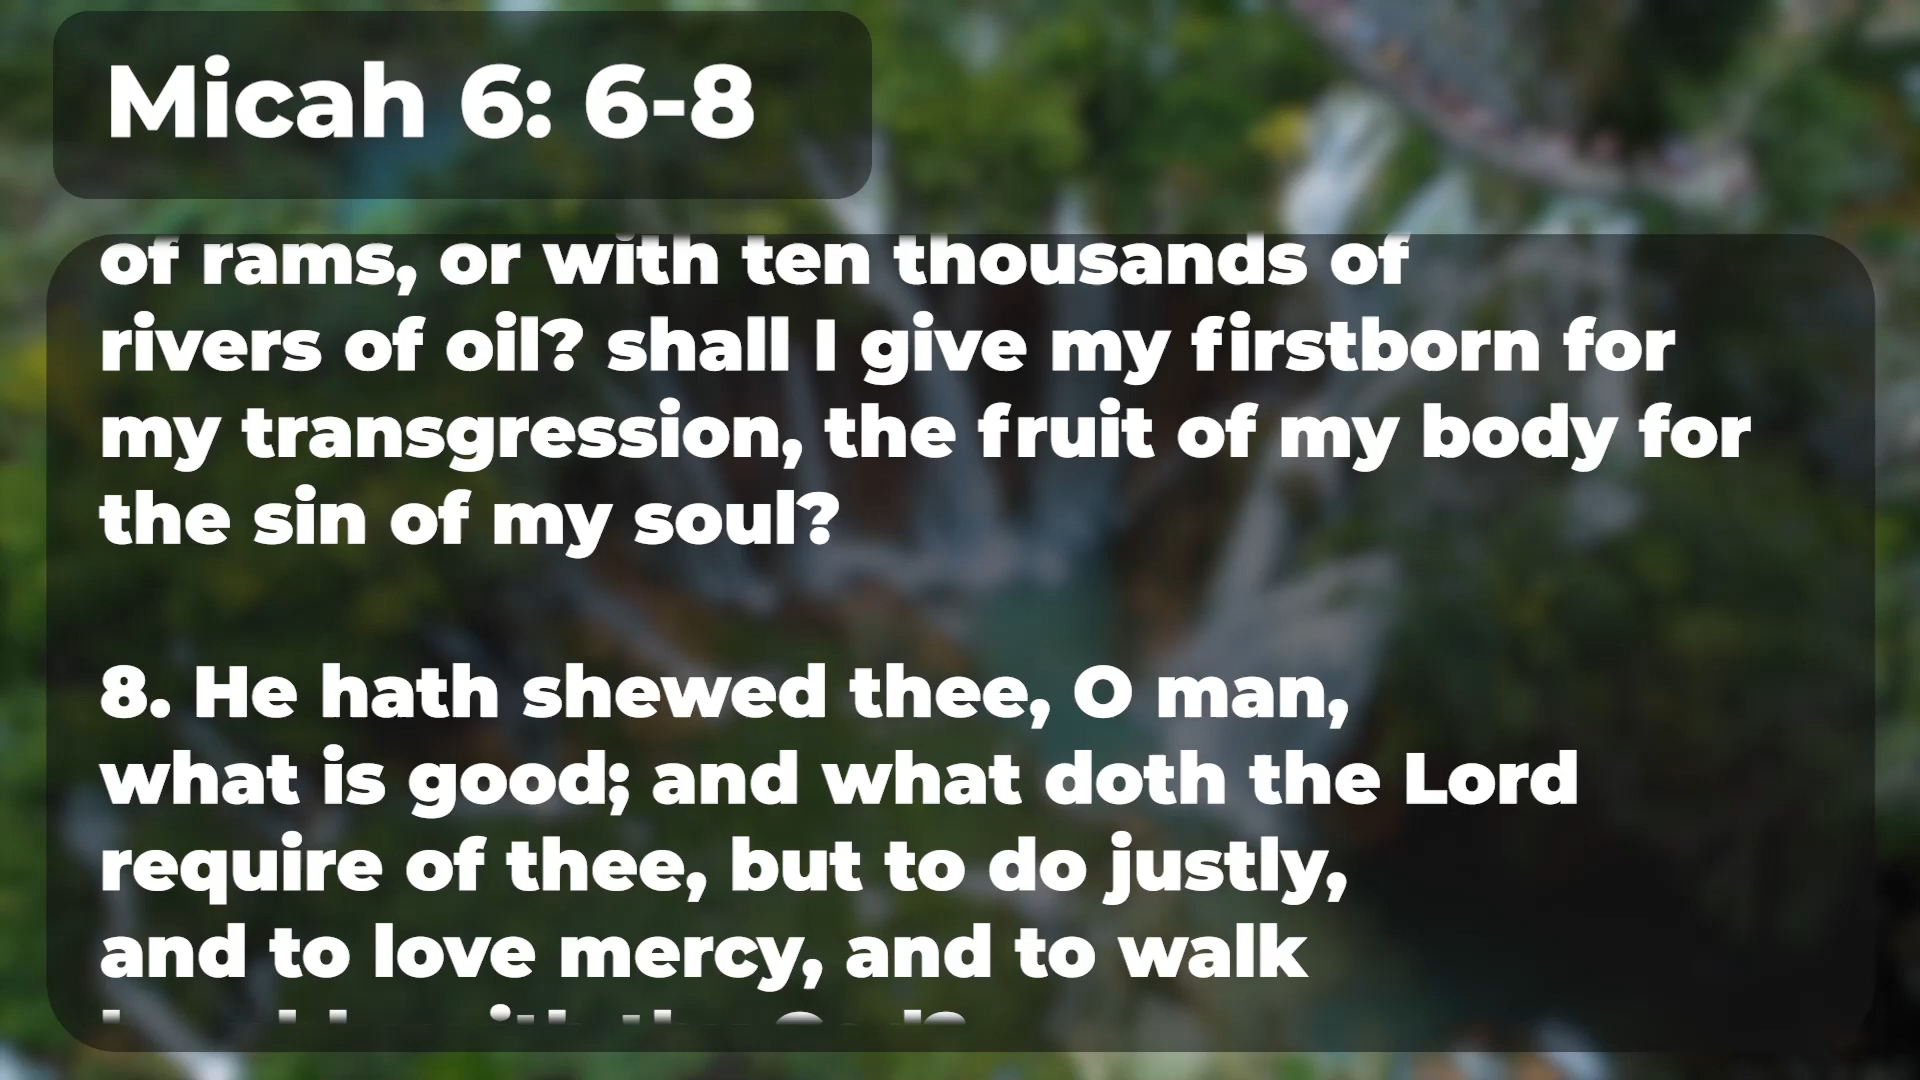 Micah 6: 6-8
of rams, or with ten thousands of
rivers of oil? shall I give my firstborn for
my transgression, the fruit of my body for
the sin of my soul?
8. He hath shewed thee, O man,
what is good; and what doth the Lord
require of thee, but to do justly,
and to love mercy, and to walk